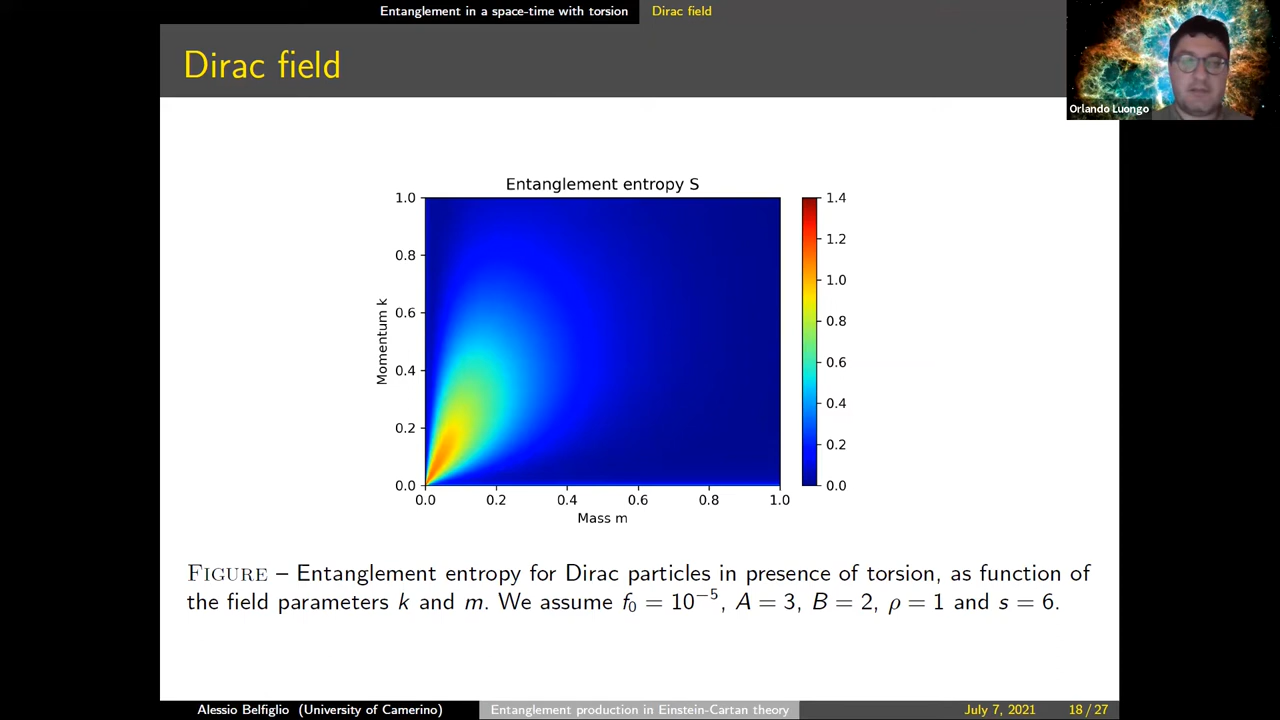 Entanglement in a space-time with torsion Dirac field
Dirac field
Orlando Luongo
Entanglement entropy S
1.0
0.8
0.6
0.4
0.2
0.0
Momentum k
0.0 0.2 0.4 0.6 0.8 1.0
Mass m
1.4
1.2
1.0
0.8
0.6
0.4
0.2
0.0
FIGURE – Entanglement entropy for Dirac particles in presence of torsion, as function of
the field parameters k and m. We assume f₀ = 10⁻⁵, A = 3, B = 2, ρ = 1 and s = 6.
Alessio Belfiglio (University of Camerino) Entanglement production in Einstein-Cartan theory July 7, 2021 18 / 27